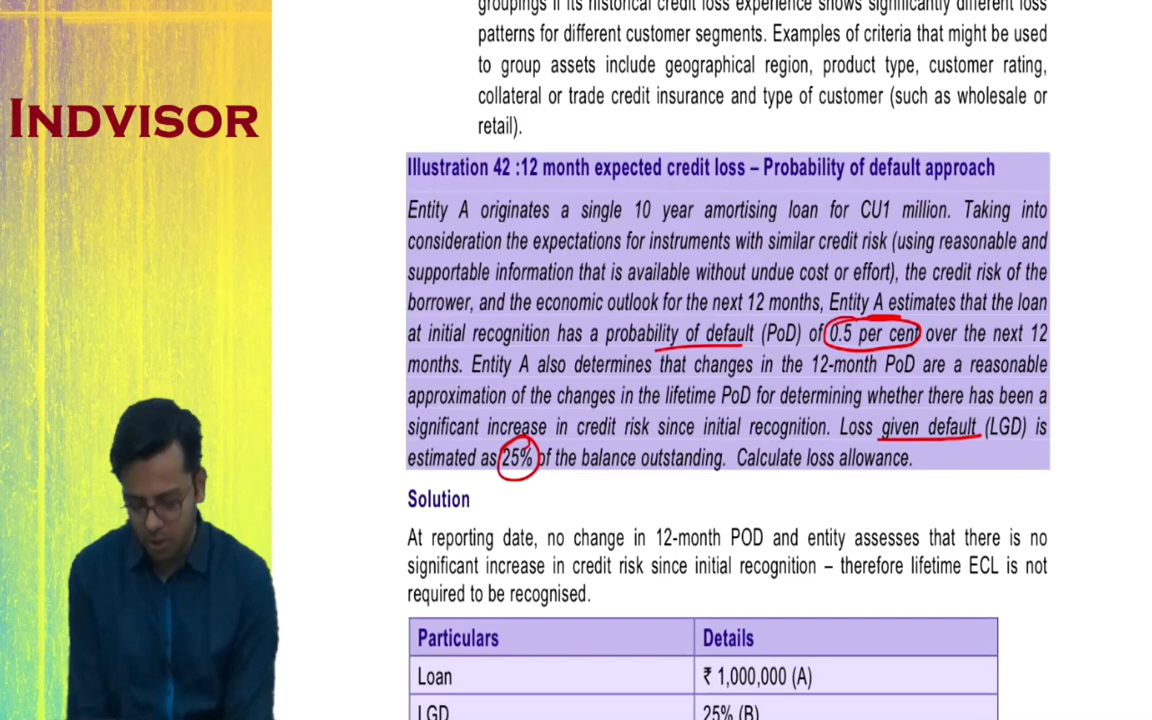 INDVISOR
groupings if its historical credit loss experience shows significantly different loss
patterns for different customer segments. Examples of criteria that might be used
to group assets include geographical region, product type, customer rating,
collateral or trade credit insurance and type of customer (such as wholesale or
retail).
Illustration 42 :12 month expected credit loss – Probability of default approach
Entity A originates a single 10 year amortising loan for CU1 million. Taking into
consideration the expectations for instruments with similar credit risk (using reasonable and
supportable information that is available without undue cost or effort), the credit risk of the
borrower, and the economic outlook for the next 12 months, Entity A estimates that the loan
at initial recognition has a probability of default (PoD) of 0.5 per cent over the next 12
months. Entity A also determines that changes in the 12-month PoD are a reasonable
approximation of the changes in the lifetime PoD for determining whether there has been a
significant increase in credit risk since initial recognition. Loss given default (LGD) is
estimated as 25% of the balance outstanding. Calculate loss allowance.
Solution
At reporting date, no change in 12-month POD and entity assesses that there is no
significant increase in credit risk since initial recognition – therefore lifetime ECL is not
required to be recognised.
Particulars Details
Loan ₹ 1,000,000 (A)
LGD 25% (B)